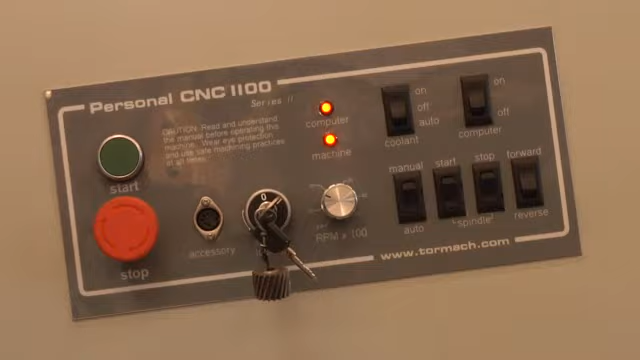 Personal CNC 1100
Series II
CAUTION: Read and understand
the manual before operating this
machine. Wear eye protection
and use safe machining practices
at all times.
start
stop
accessory
0
computer
machine
RPM x 100
on
off
auto
coolant
on
off
computer
manual
auto
start
stop
spindle
forward
reverse
www.tormach.com